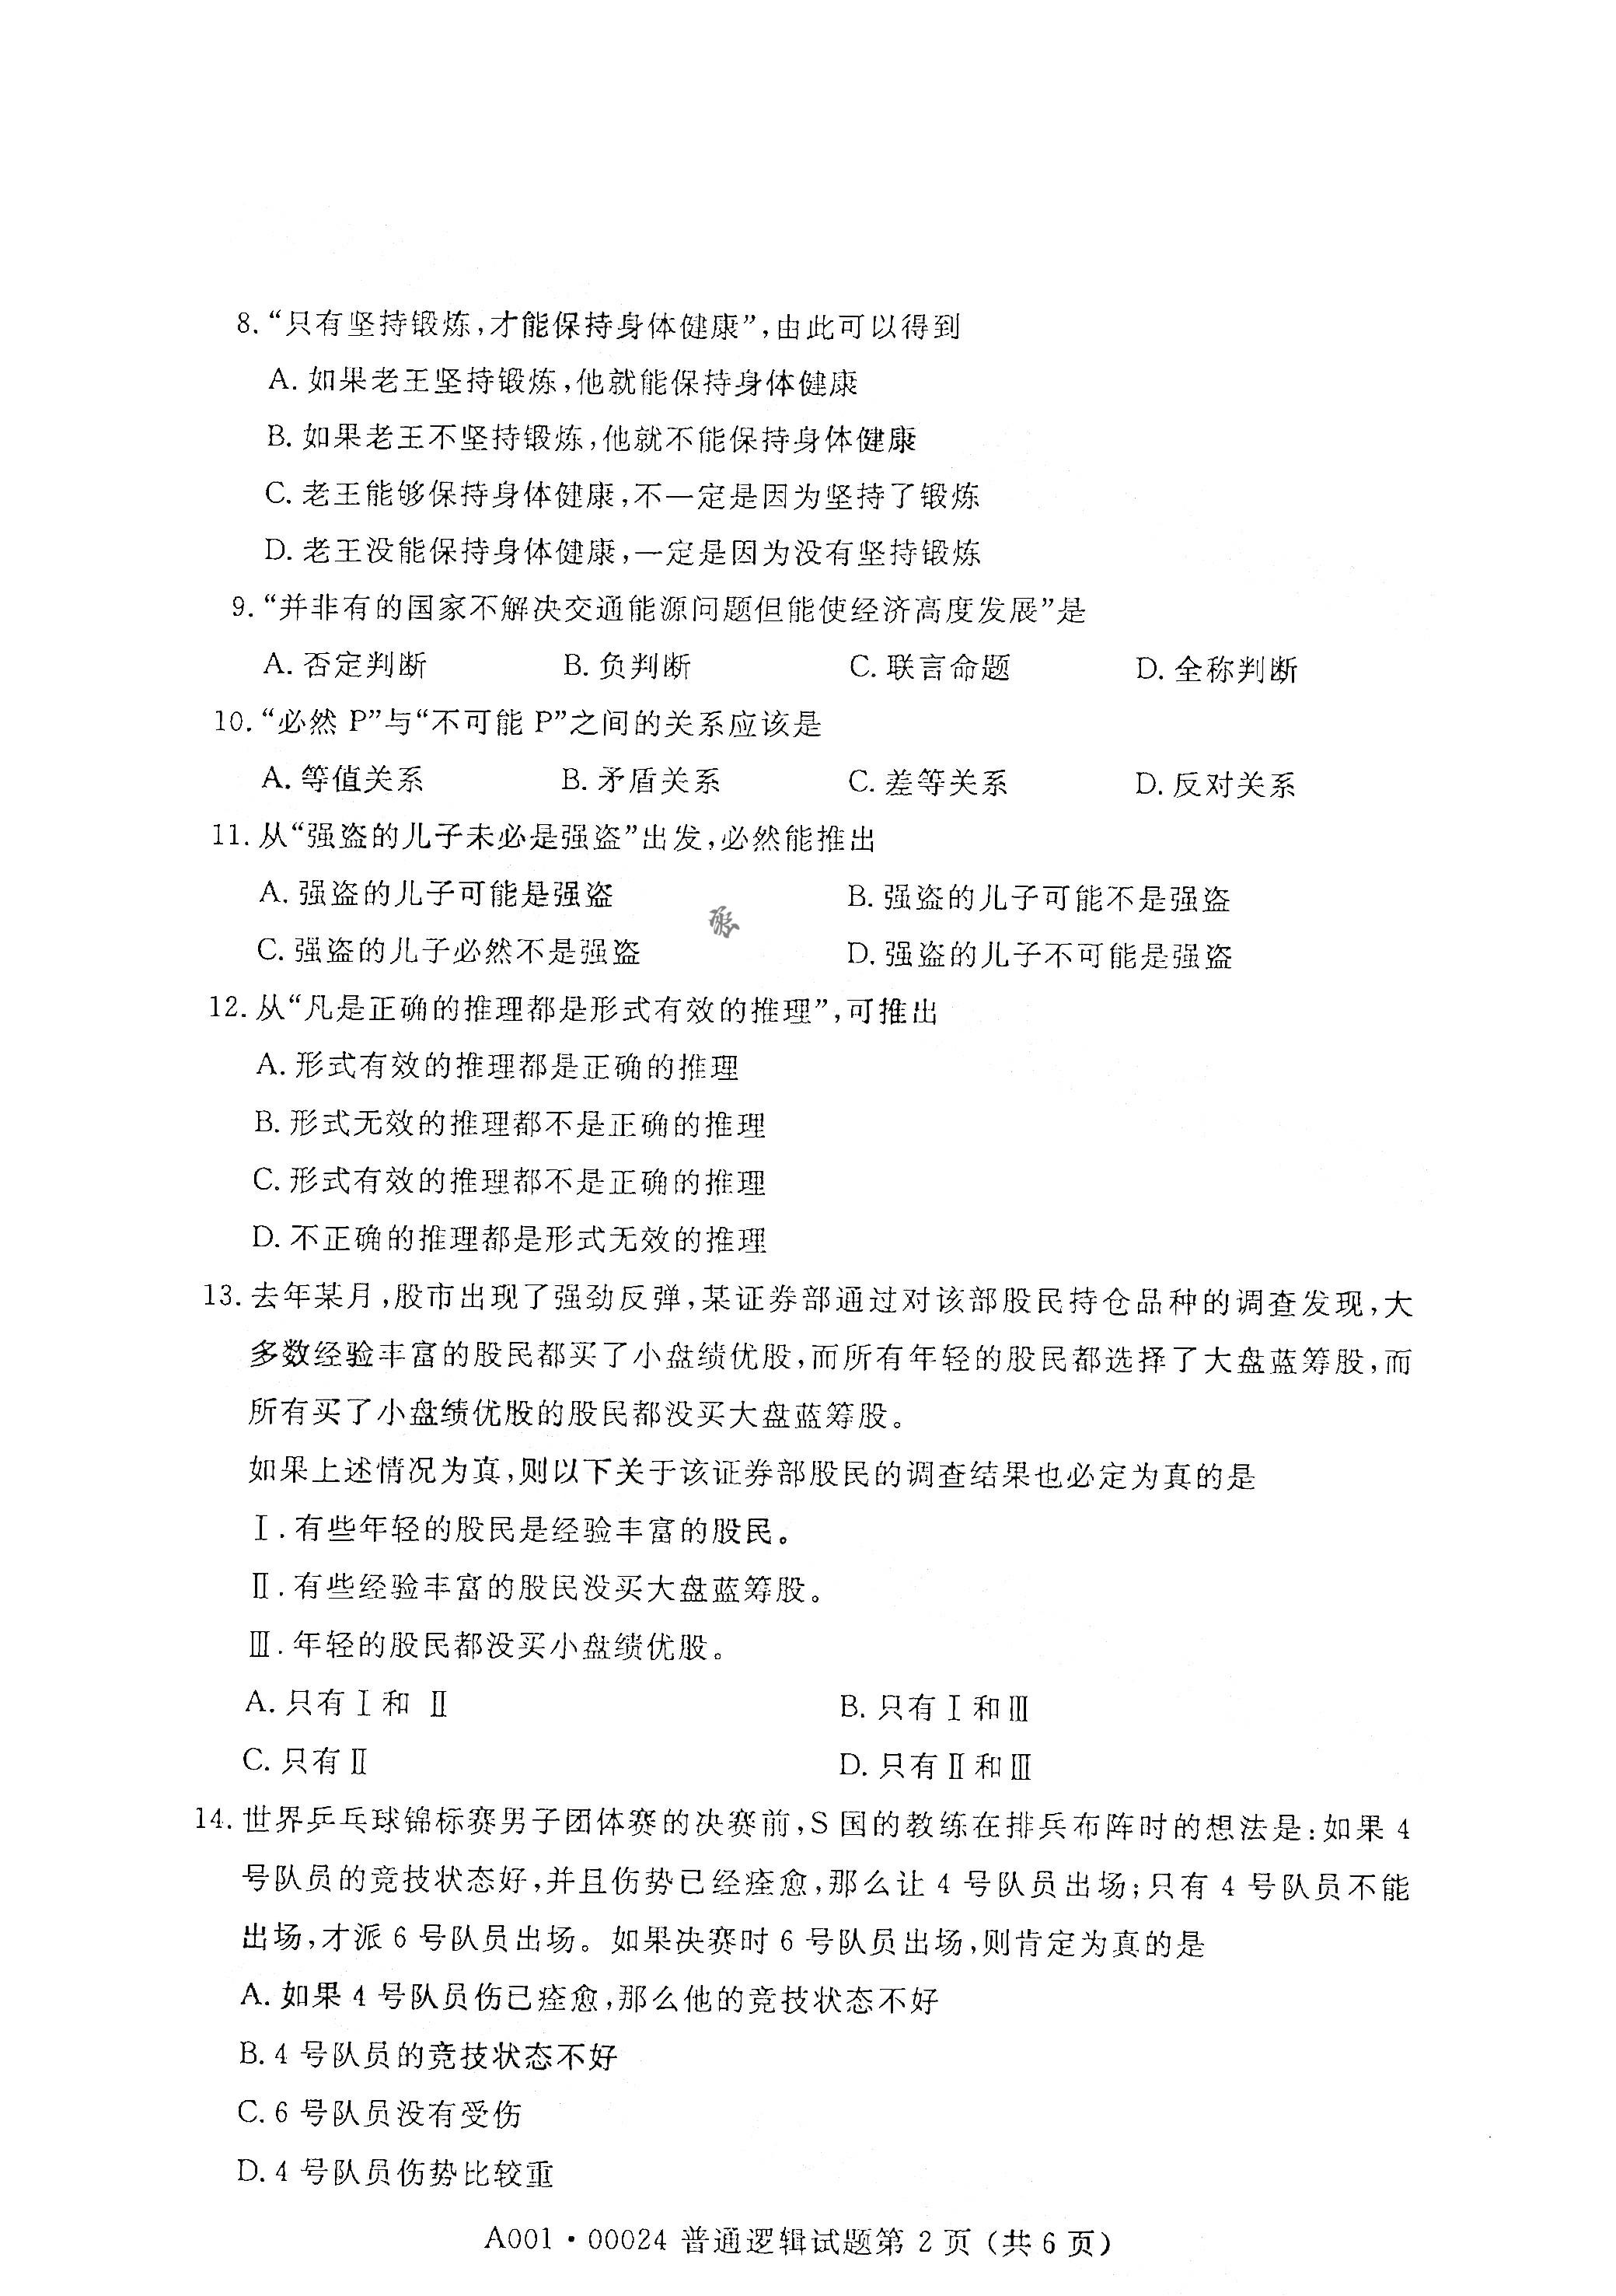 8. “只有坚持锻炼,才能保持身体健康”,由此可以得到
A. 如果老王坚持锻炼,他就能保持身体健康
B. 如果老王不坚持锻炼,他就不能保持身体健康
C. 老王能够保持身体健康,不一定是因为坚持了锻炼
D. 老王没能保持身体健康,一定是因为没有坚持锻炼
9. “并非有的国家不解决交通能源问题但能使经济高度发展”是
A. 否定判断 B. 负判断 C. 联言命题 D. 全称判断
10. “必然 P”与“不可能 P”之间的关系应该是
A. 等值关系 B. 矛盾关系 C. 差等关系 D. 反对关系
11. 从“强盗的儿子未必是强盗”出发,必然能推出
A. 强盗的儿子可能是强盗 B. 强盗的儿子可能不是强盗
C. 强盗的儿子必然不是强盗 D. 强盗的儿子不可能是强盗
12. 从“凡是正确的推理都是形式有效的推理”,可推出
A. 形式有效的推理都是正确的推理
B. 形式无效的推理都不是正确的推理
C. 形式有效的推理都不是正确的推理
D. 不正确的推理都是形式无效的推理
13. 去年某月,股市出现了强劲反弹,某证券部通过对该部股民持仓品种的调查发现,大
多数经验丰富的股民都买了小盘绩优股,而所有年轻的股民都选择了大盘蓝筹股,而
所有买了小盘绩优股的股民都没买大盘蓝筹股。
如果上述情况为真,则以下关于该证券部股民的调查结果也必定为真的是
Ⅰ. 有些年轻的股民是经验丰富的股民。
Ⅱ. 有些经验丰富的股民没买大盘蓝筹股。
Ⅲ. 年轻的股民都没买小盘绩优股。
A. 只有Ⅰ和 Ⅱ B. 只有Ⅰ和Ⅲ
C. 只有Ⅱ D. 只有Ⅱ和Ⅲ
14. 世界乒乓球锦标赛男子团体赛的决赛前,S 国的教练在排兵布阵时的想法是:如果 4
号队员的竞技状态好,并且伤势已经痊愈,那么让 4 号队员出场;只有 4 号队员不能
出场,才派 6 号队员出场。如果决赛时 6 号队员出场,则肯定为真的是
A. 如果 4 号队员伤已痊愈,那么他的竞技状态不好
B. 4 号队员的竞技状态不好
C. 6 号队员没有受伤
D. 4 号队员伤势比较重
A001·00024 普通逻辑试题第 2 页 (共 6 页)